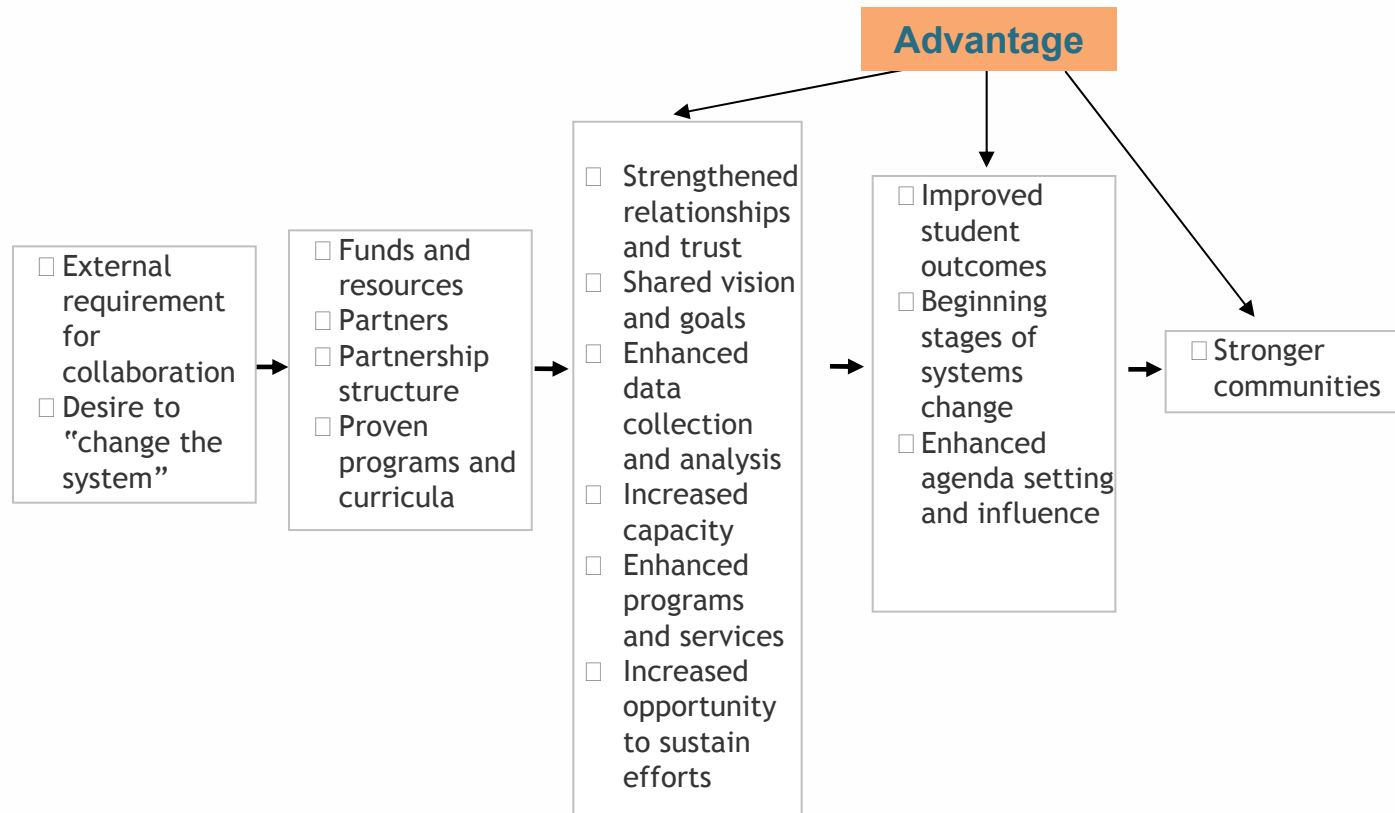 Advantage
□ External
requirement
for
collaboration
□ Desire to
“change the
system”
□ Funds and
resources
□ Partners
□ Partnership
structure
□ Proven
programs and
curricula
□ Strengthened
relationships
and trust
□ Shared vision
and goals
□ Enhanced
data
collection
and analysis
□ Increased
capacity
□ Enhanced
programs
and services
□ Increased
opportunity
to sustain
efforts
□ Improved
student
outcomes
□ Beginning
stages of
systems
change
□ Enhanced
agenda setting
and influence
□ Stronger
communities